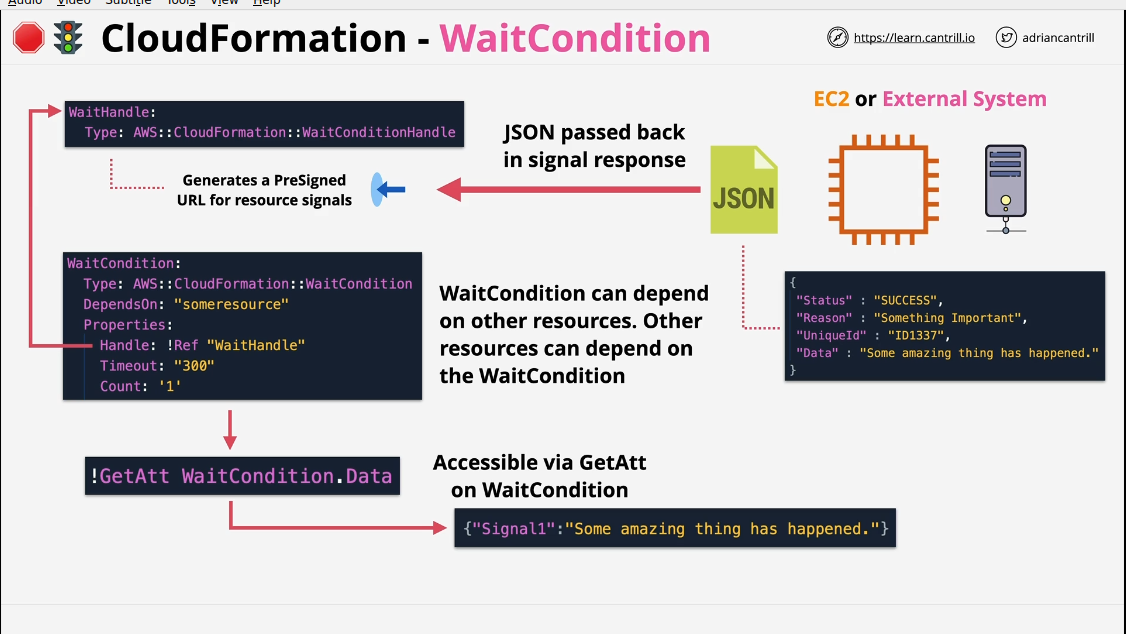 Audio Video Subtitle Tools View Help
CloudFormation - WaitCondition
https://learn.cantrill.io
adriancantrill
WaitHandle:
Type: AWS::CloudFormation::WaitConditionHandle
Generates a PreSigned
URL for resource signals
JSON passed back
in signal response
JSON
EC2 or External System
WaitCondition:
Type: AWS::CloudFormation::WaitCondition
DependsOn: "someresource"
Properties:
Handle: !Ref "WaitHandle"
Timeout: "300"
Count: '1'
WaitCondition can depend
on other resources. Other
resources can depend on
the WaitCondition
{
"Status" : "SUCCESS",
"Reason" : "Something Important",
"UniqueId" : "ID1337",
"Data" : "Some amazing thing has happened."
}
!GetAtt WaitCondition.Data
Accessible via GetAtt
on WaitCondition
{"Signal1":"Some amazing thing has happened."}